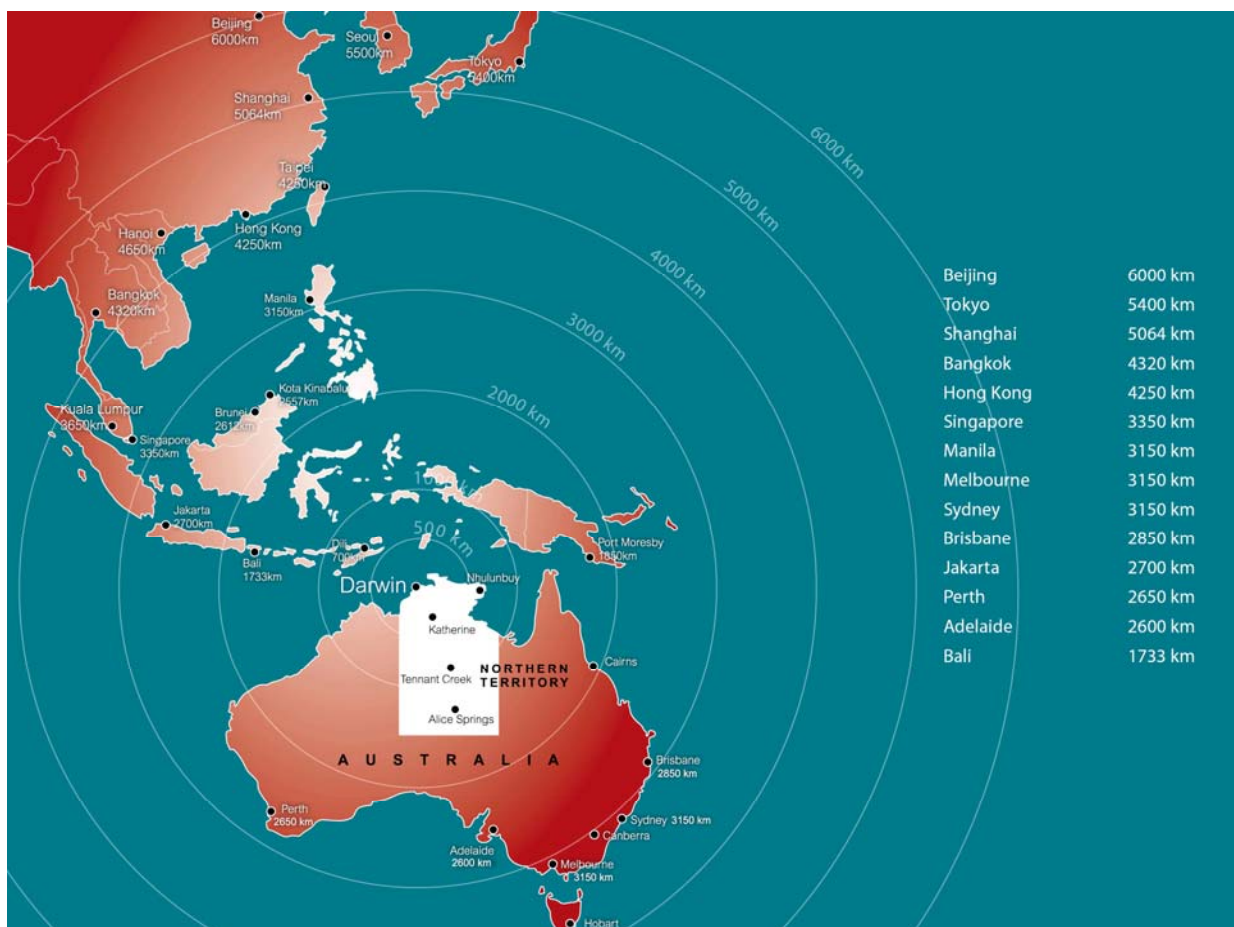 Beijing
6000km
Seoul
5500km
Tokyo
5400km
Shanghai
5064km
Taipei
4250km
Hong Kong
4250km
Hanoi
4650km
Bangkok
4320km
Manila
3150km
Kota Kinabalu
2557km
Brunei
2612km
Kuala Lumpur
3650km
Singapore
3350km
Jakarta
2700km
Bali
1733km
Dili
700km
Port Moresby
1850km
6000 km
5000 km
4000 km
3000 km
2000 km
1000 km
500 km
Darwin
Nhulunbuy
Katherine
Tennant Creek
NORTHERN
TERRITORY
Alice Springs
Cairns
AUSTRALIA
Brisbane
2850 km
Perth
2650 km
Sydney 3150 km
Canberra
Adelaide
2600 km
Melbourne
3150 km
Hobart
Beijing 6000 km
Tokyo 5400 km
Shanghai 5064 km
Bangkok 4320 km
Hong Kong 4250 km
Singapore 3350 km
Manila 3150 km
Melbourne 3150 km
Sydney 3150 km
Brisbane 2850 km
Jakarta 2700 km
Perth 2650 km
Adelaide 2600 km
Bali 1733 km